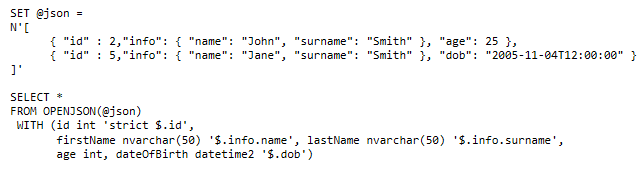 SET @json =
N'[
{ "id" : 2,"info": { "name": "John", "surname": "Smith" }, "age": 25 },
{ "id" : 5,"info": { "name": "Jane", "surname": "Smith" }, "dob": "2005-11-04T12:00:00" }
]'
SELECT *
FROM OPENJSON(@json)
WITH (id int 'strict $.id',
firstName nvarchar(50) '$.info.name', lastName nvarchar(50) '$.info.surname',
age int, dateOfBirth datetime2 '$.dob')